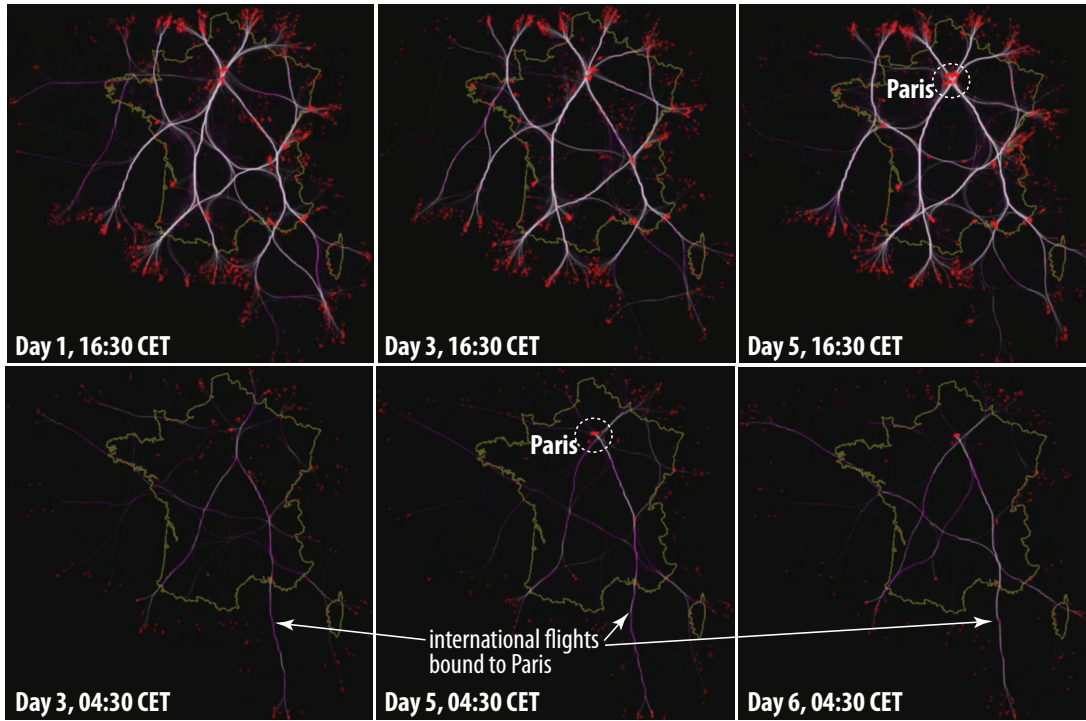 Paris
Day 1, 16:30 CET
Day 3, 16:30 CET
Day 5, 16:30 CET
Paris
international flights
bound to Paris
Day 3, 04:30 CET
Day 5, 04:30 CET
Day 6, 04:30 CET